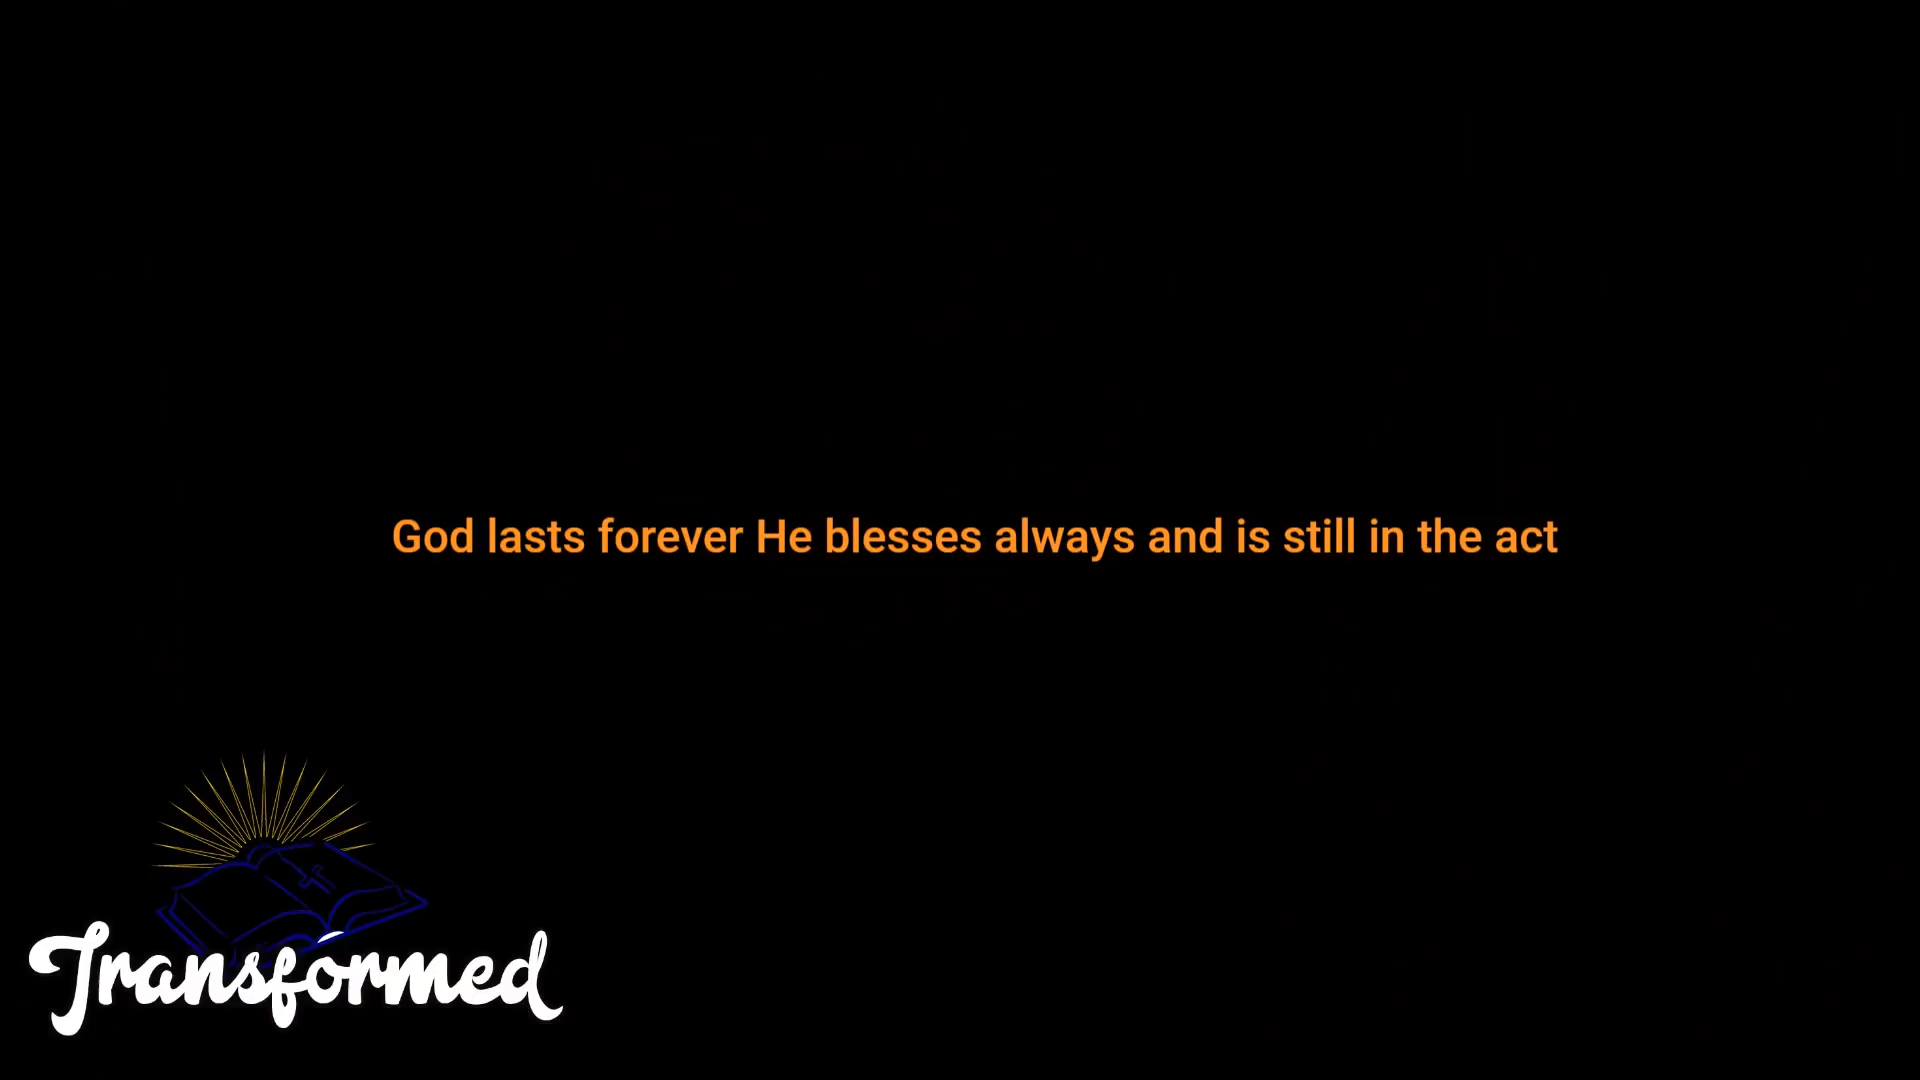 God lasts forever He blesses always and is still in the act
Transformed